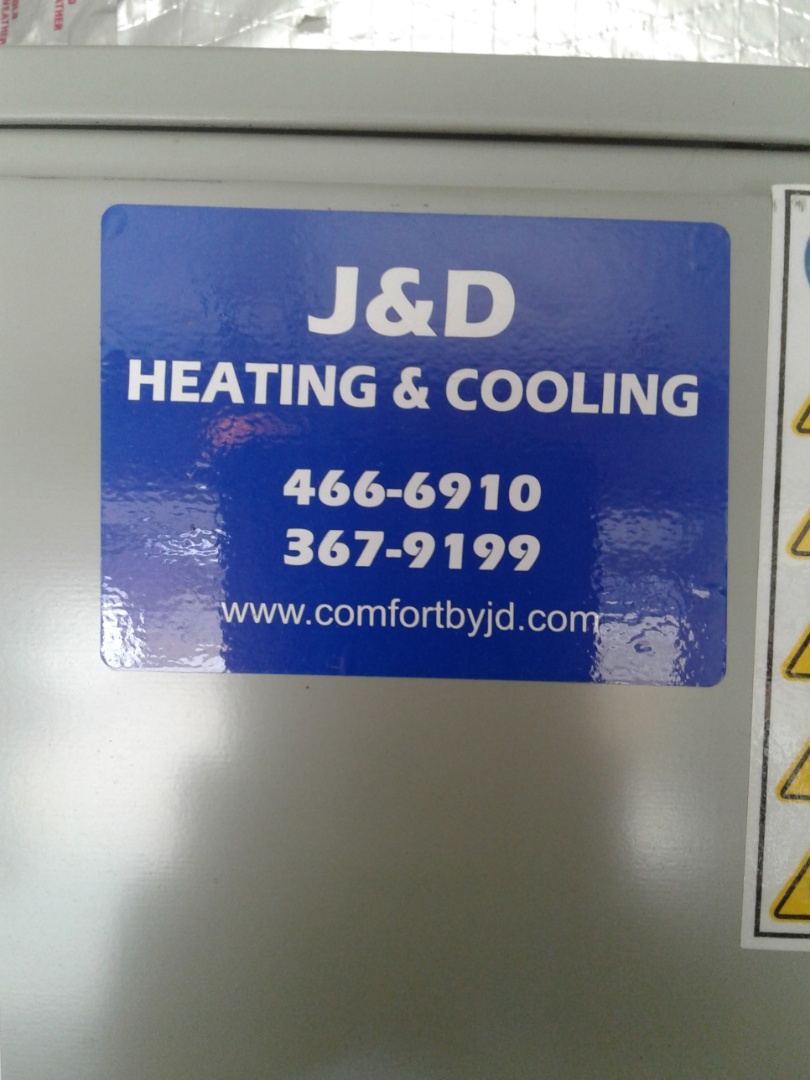 J&D
HEATING & COOLING
466-6910
367-9199
www.comfortbyjd.com